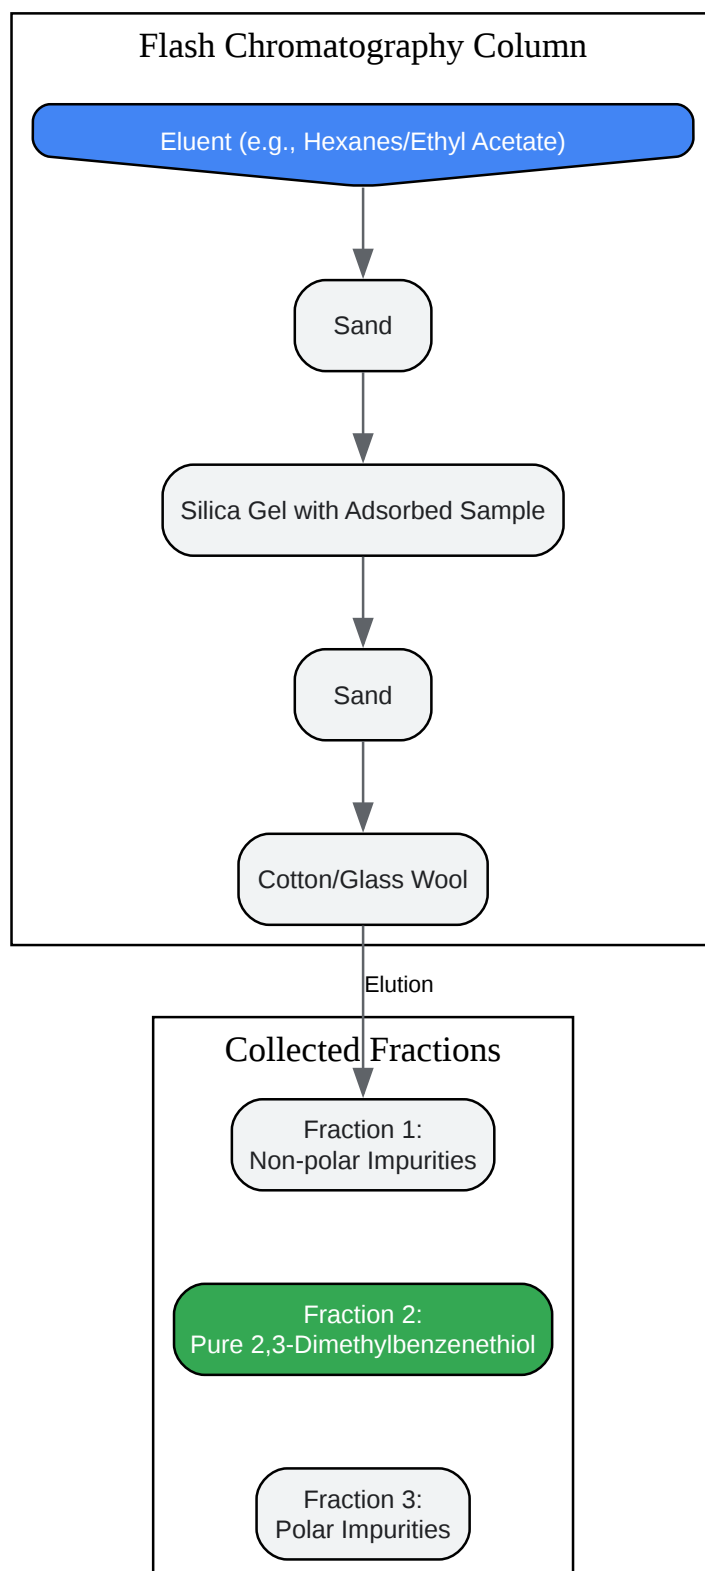 Flash Chromatography Column
Eluent (e.g., Hexanes/Ethyl Acetate)
Sand
Silica Gel with Adsorbed Sample
Sand
Cotton/Glass Wool
Elution
Collected Fractions
Fraction 1:
Non-polar Impurities
Fraction 2:
Pure 2,3-Dimethylbenzenethiol
Fraction 3:
Polar Impurities